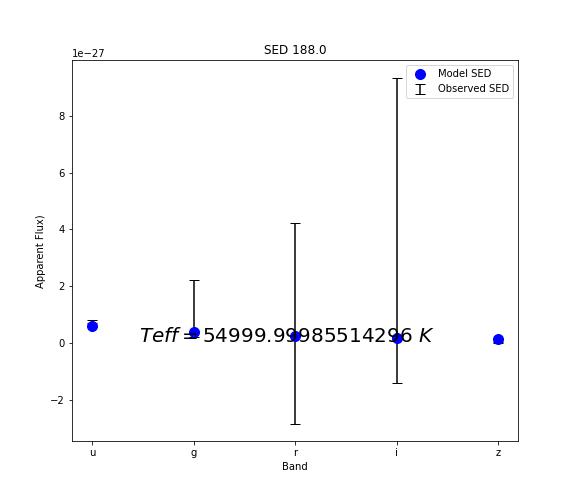 SED 188.0
1e−27
Model SED
Observed SED
8
6
4
2
0
−2
Apparent Flux)
Teff = 54999.99985514296 K
u g r i z
Band